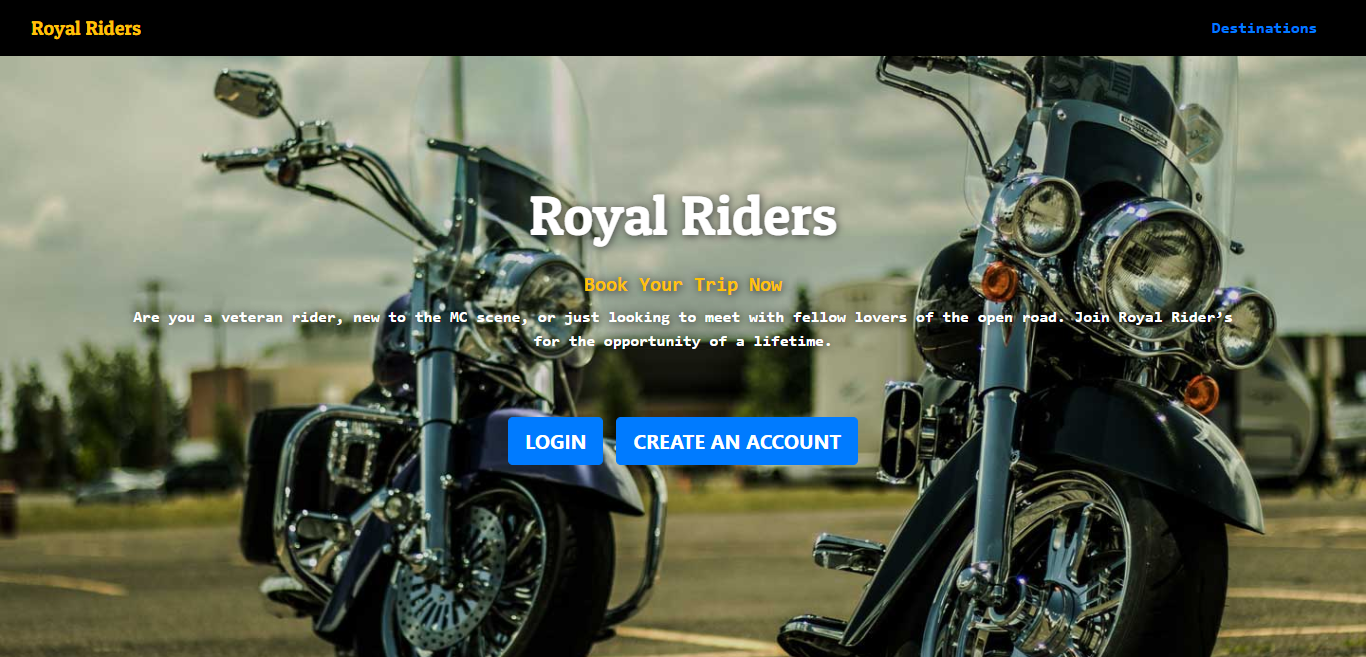 Royal Riders
Destinations
Royal Riders
Book Your Trip Now
Are you a veteran rider, new to the MC scene, or just looking to meet with fellow lovers of the open road. Join Royal Rider’s
for the opportunity of a lifetime.
LOGIN
CREATE AN ACCOUNT